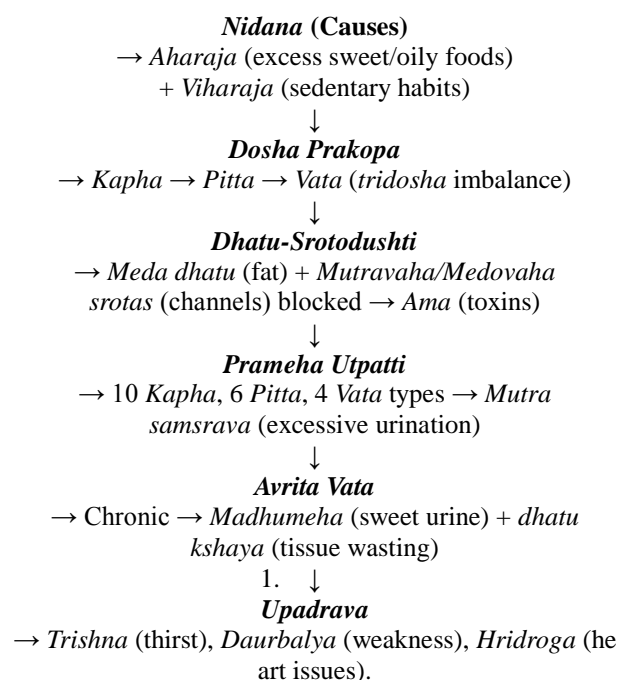 Nidana (Causes)
→ Aharaja (excess sweet/oily foods)
+ Viharaja (sedentary habits)
↓
Dosha Prakopa
→ Kapha → Pitta → Vata (tridosha imbalance)
↓
Dhatu-Srotodushti
→ Meda dhatu (fat) + Mutravaha/Medovaha
srotas (channels) blocked → Ama (toxins)
↓
Prameha Utpatti
→ 10 Kapha, 6 Pitta, 4 Vata types → Mutra
samsrava (excessive urination)
↓
Avrita Vata
→ Chronic → Madhumeha (sweet urine) + dhatu
kshaya (tissue wasting)
1. ↓
Upadrava
→ Trishna (thirst), Daurbalya (weakness), Hridroga (he
art issues).